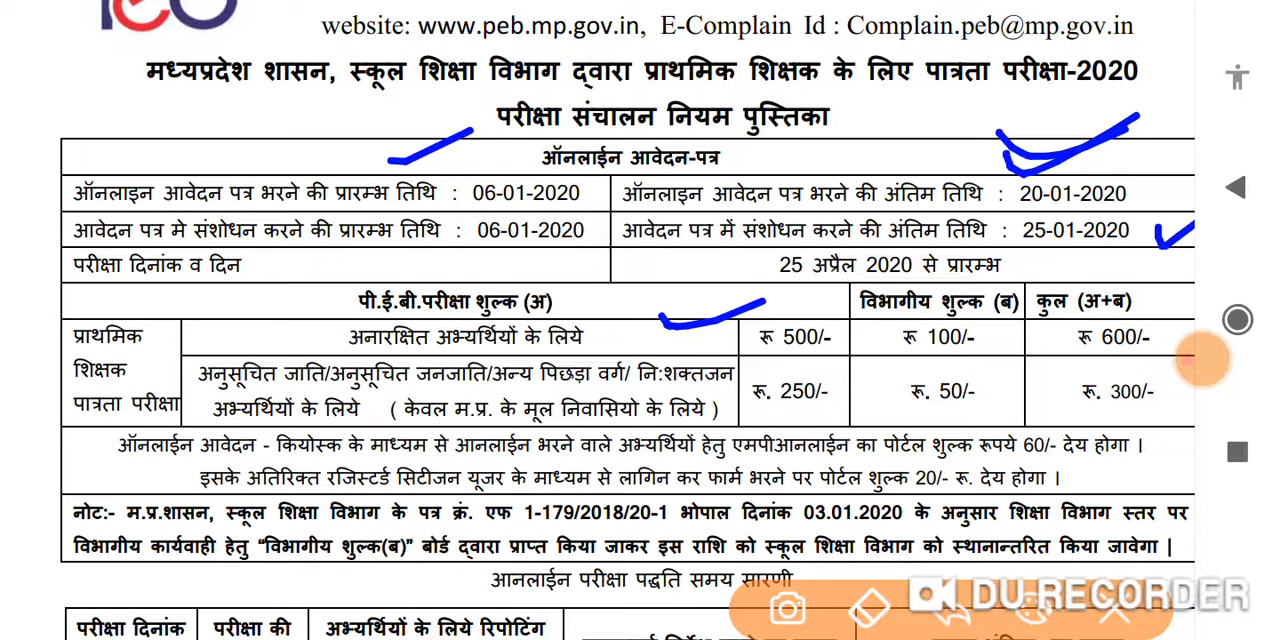 website: www.peb.mp.gov.in, E-Complain Id : Complain.peb@mp.gov.in
मध्यप्रदेश शासन, स्कूल शिक्षा विभाग द्वारा प्राथमिक शिक्षक के लिए पात्रता परीक्षा-2020
परीक्षा संचालन नियम पुस्तिका
ऑनलाईन आवेदन-पत्र
ऑनलाइन आवेदन पत्र भरने की प्रारम्भ तिथि : 06-01-2020 ऑनलाइन आवेदन पत्र भरने की अंतिम तिथि : 20-01-2020
आवेदन पत्र मे संशोधन करने की प्रारम्भ तिथि : 06-01-2020 आवेदन पत्र में संशोधन करने की अंतिम तिथि : 25-01-2020
परीक्षा दिनांक व दिन 25 अप्रैल 2020 से प्रारम्भ
पी.ई.बी.परीक्षा शुल्क (अ) विभागीय शुल्क (ब) कुल (अ+ब)
प्राथमिक शिक्षक पात्रता परीक्षा
अनारक्षित अभ्यर्थियों के लिये रू 500/- रू 100/- रू 600/-
अनुसूचित जाति/अनुसूचित जनजाति/अन्य पिछड़ा वर्ग/ नि:शक्तजन
अभ्यर्थियों के लिये ( केवल म.प्र. के मूल निवासियो के लिये ) रू. 250/- रू. 50/- रू. 300/-
ऑनलाईन आवेदन - कियोस्क के माध्यम से आनलाईन भरने वाले अभ्यर्थियों हेतु एमपीआनलाईन का पोर्टल शुल्क रूपये 60/- देय होगा ।
इसके अतिरिक्त रजिस्टर्ड सिटीजन यूजर के माध्यम से लागिन कर फार्म भरने पर पोर्टल शुल्क 20/- रू. देय होगा ।
नोट:- म.प्र.शासन, स्कूल शिक्षा विभाग के पत्र क्रं. एफ 1-179/2018/20-1 भोपाल दिनांक 03.01.2020 के अनुसार शिक्षा विभाग स्तर पर
विभागीय कार्यवाही हेतु “विभागीय शुल्क(ब)” बोर्ड द्वारा प्राप्त किया जाकर इस राशि को स्कूल शिक्षा विभाग को स्थानान्तरित किया जावेगा |
आनलाईन परीक्षा पद्धति समय सारणी
DU RECORDER
परीक्षा दिनांक परीक्षा की अभ्यर्थियों के लिये रिपोर्टिंग